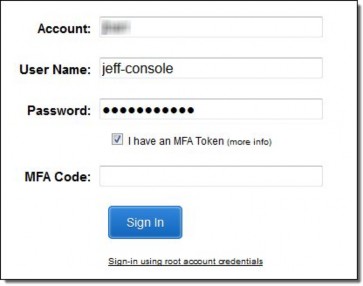 Account:
User Name: jeff-console
Password: ●●●●●●●●●●●
I have an MFA Token (more info)
MFA Code:
Sign In
Sign-in using root account credentials